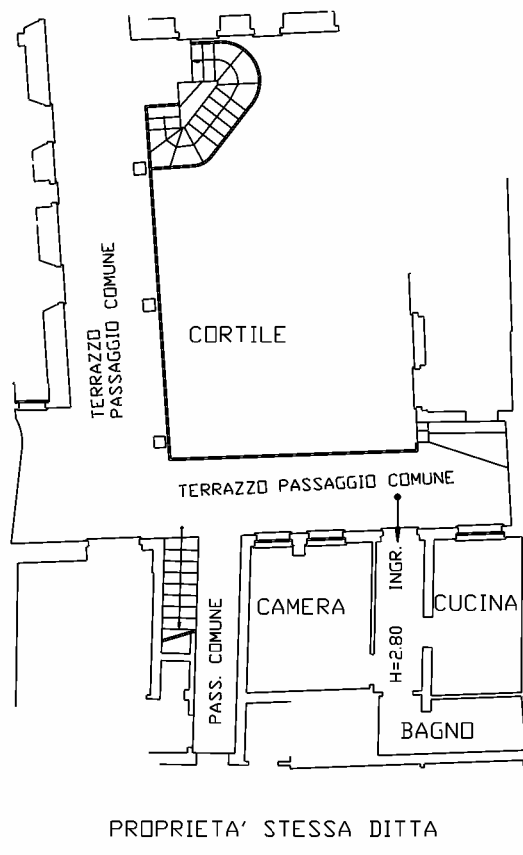 TERRAZZO
PASSAGGIO COMUNE
CORTILE
TERRAZZO PASSAGGIO COMUNE
PASS. COMUNE
CAMERA
H=2.80 INGR.
CUCINA
BAGNO
PROPRIETA' STESSA DITTA